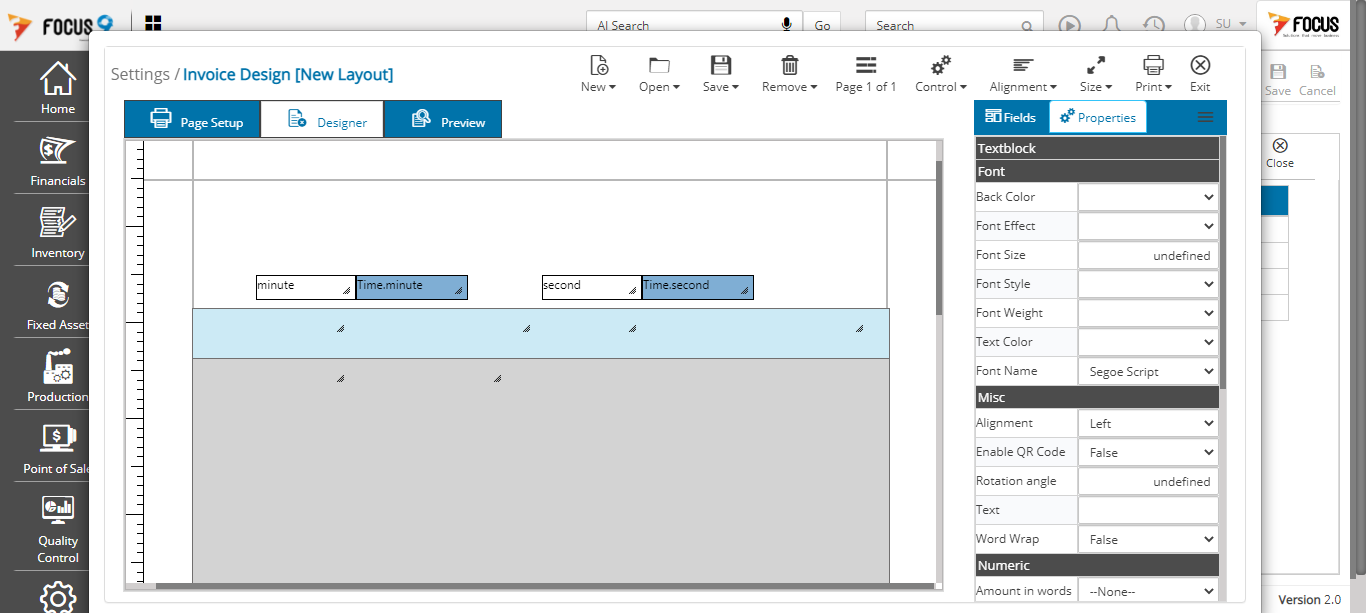 FOCUS
AI Search
Go
Search
SU
FOCUS
Home
Financials
Inventory
Fixed Asset
Production
Point of Sale
Quality
Control
Settings / Invoice Design [New Layout]
New
Open
Save
Remove
Page 1 of 1
Control
Alignment
Size
Print
Exit
Save
Cancel
Close
Page Setup
Designer
Preview
minute
Time.minute
second
Time.second
Fields
Properties
Textblock
Font
Back Color
Font Effect
Font Size undefined
Font Style
Font Weight
Text Color
Font Name Segoe Script
Misc
Alignment Left
Enable QR Code False
Rotation angle undefined
Text
Word Wrap False
Numeric
Amount in words --None--
Version 2.0